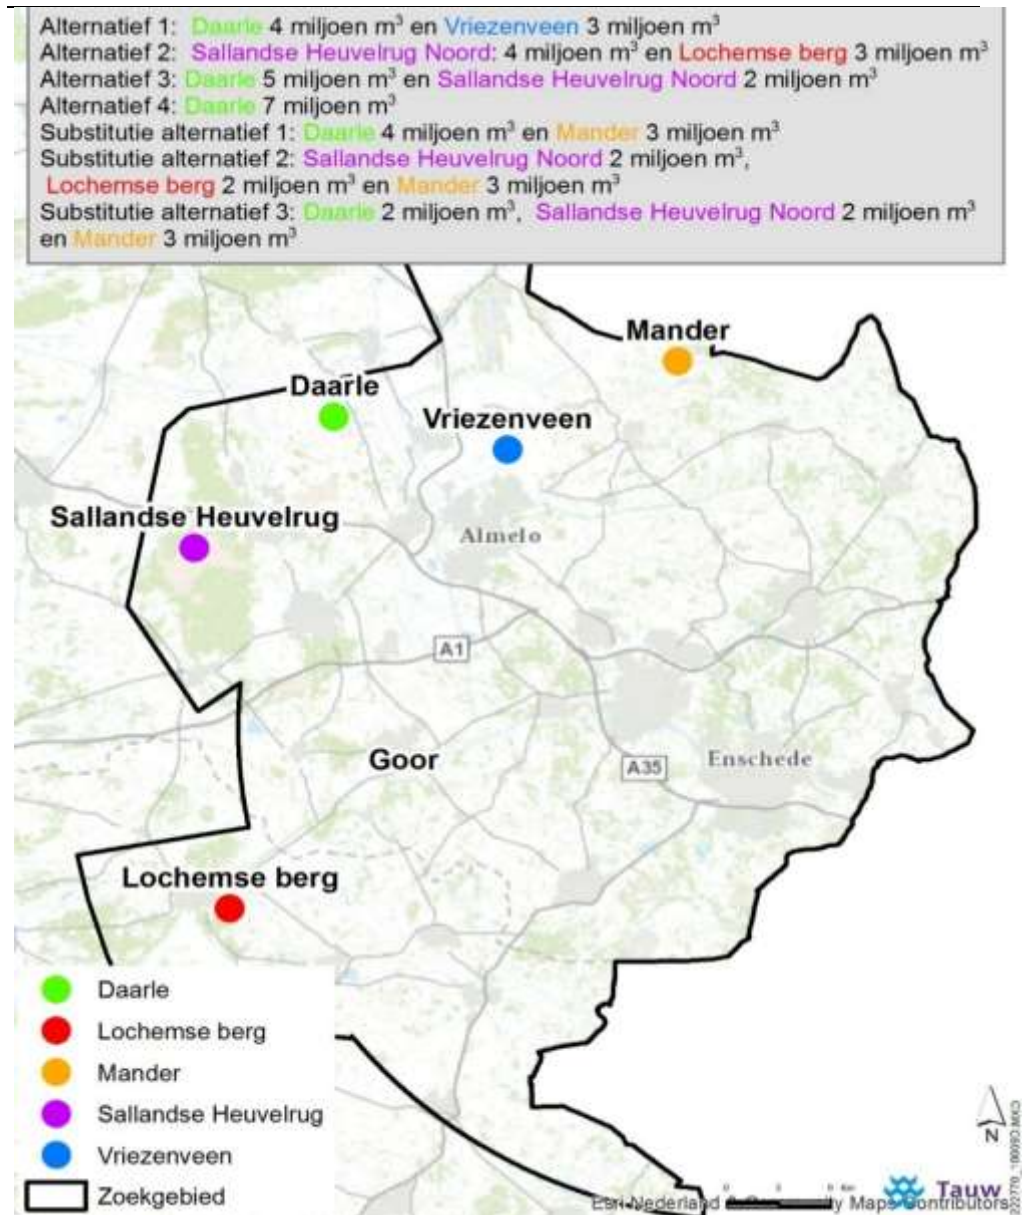 Alternatief 1: Daarle 4 miljoen m³ en Vriezenveen 3 miljoen m³
Alternatief 2: Sallandse Heuvelrug Noord: 4 miljoen m³ en Lochemse berg 3 miljoen m³
Alternatief 3: Daarle 5 miljoen m³ en Sallandse Heuvelrug Noord 2 miljoen m³
Alternatief 4: Daarle 7 miljoen m³
Substitutie alternatief 1: Daarle 4 miljoen m³ en Mander 3 miljoen m³
Substitutie alternatief 2: Sallandse Heuvelrug Noord 2 miljoen m³,
Lochemse berg 2 miljoen m³ en Mander 3 miljoen m³
Substitutie alternatief 3: Daarle 2 miljoen m³, Sallandse Heuvelrug Noord 2 miljoen m³
en Mander 3 miljoen m³
Mander
Daarle
Vriezenveen
Sallandse Heuvelrug
Almelo
A1
Goor
A35
Enschede
Lochemse berg
Daarle
Lochemse berg
Mander
Sallandse Heuvelrug
Vriezenveen
Zoekgebied
N
Tauw
Esri Nederland Maps Contributors